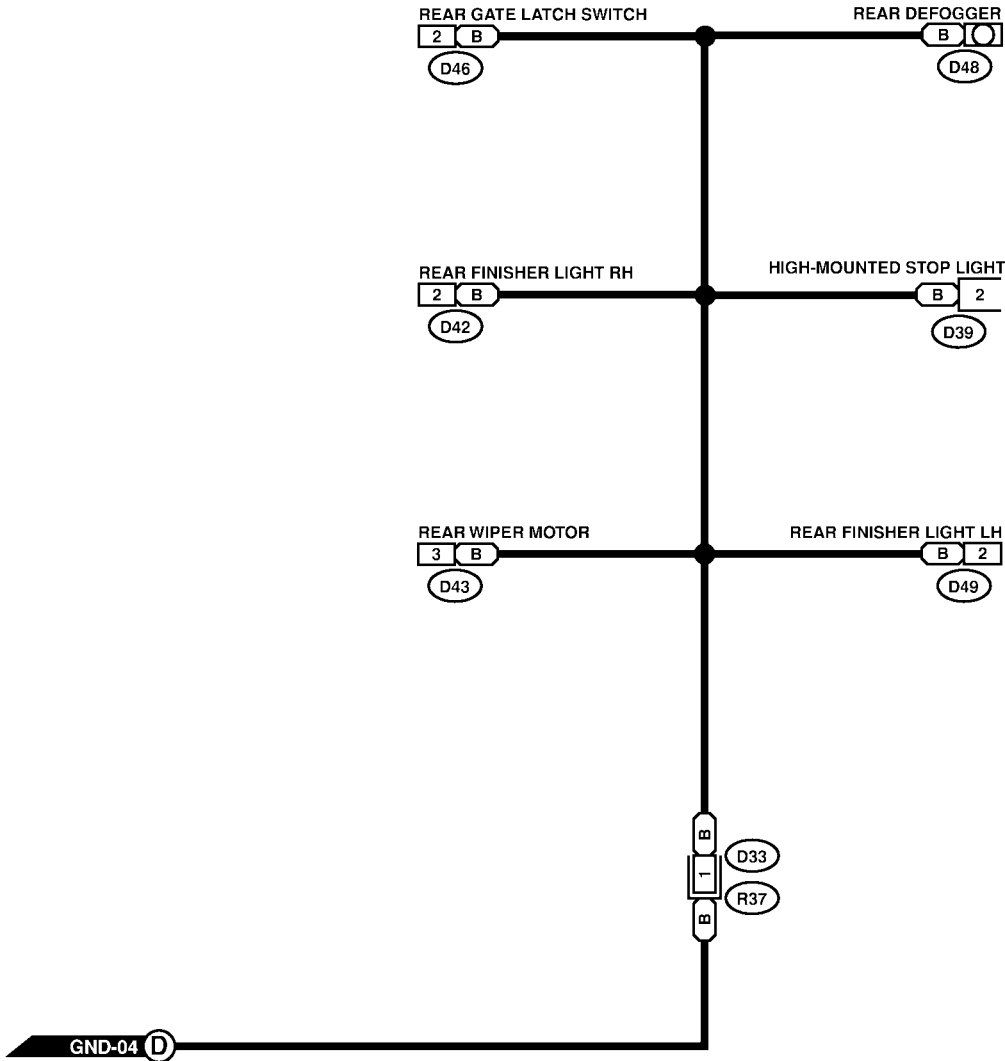 REAR GATE LATCH SWITCH
2 B
D46
REAR DEFOGGER
B
D48
REAR FINISHER LIGHT RH
2 B
D42
HIGH-MOUNTED STOP LIGHT
B 2
D39
REAR WIPER MOTOR
3 B
D43
REAR FINISHER LIGHT LH
B 2
D49
B
D33
1
R37
B
GND-04 D